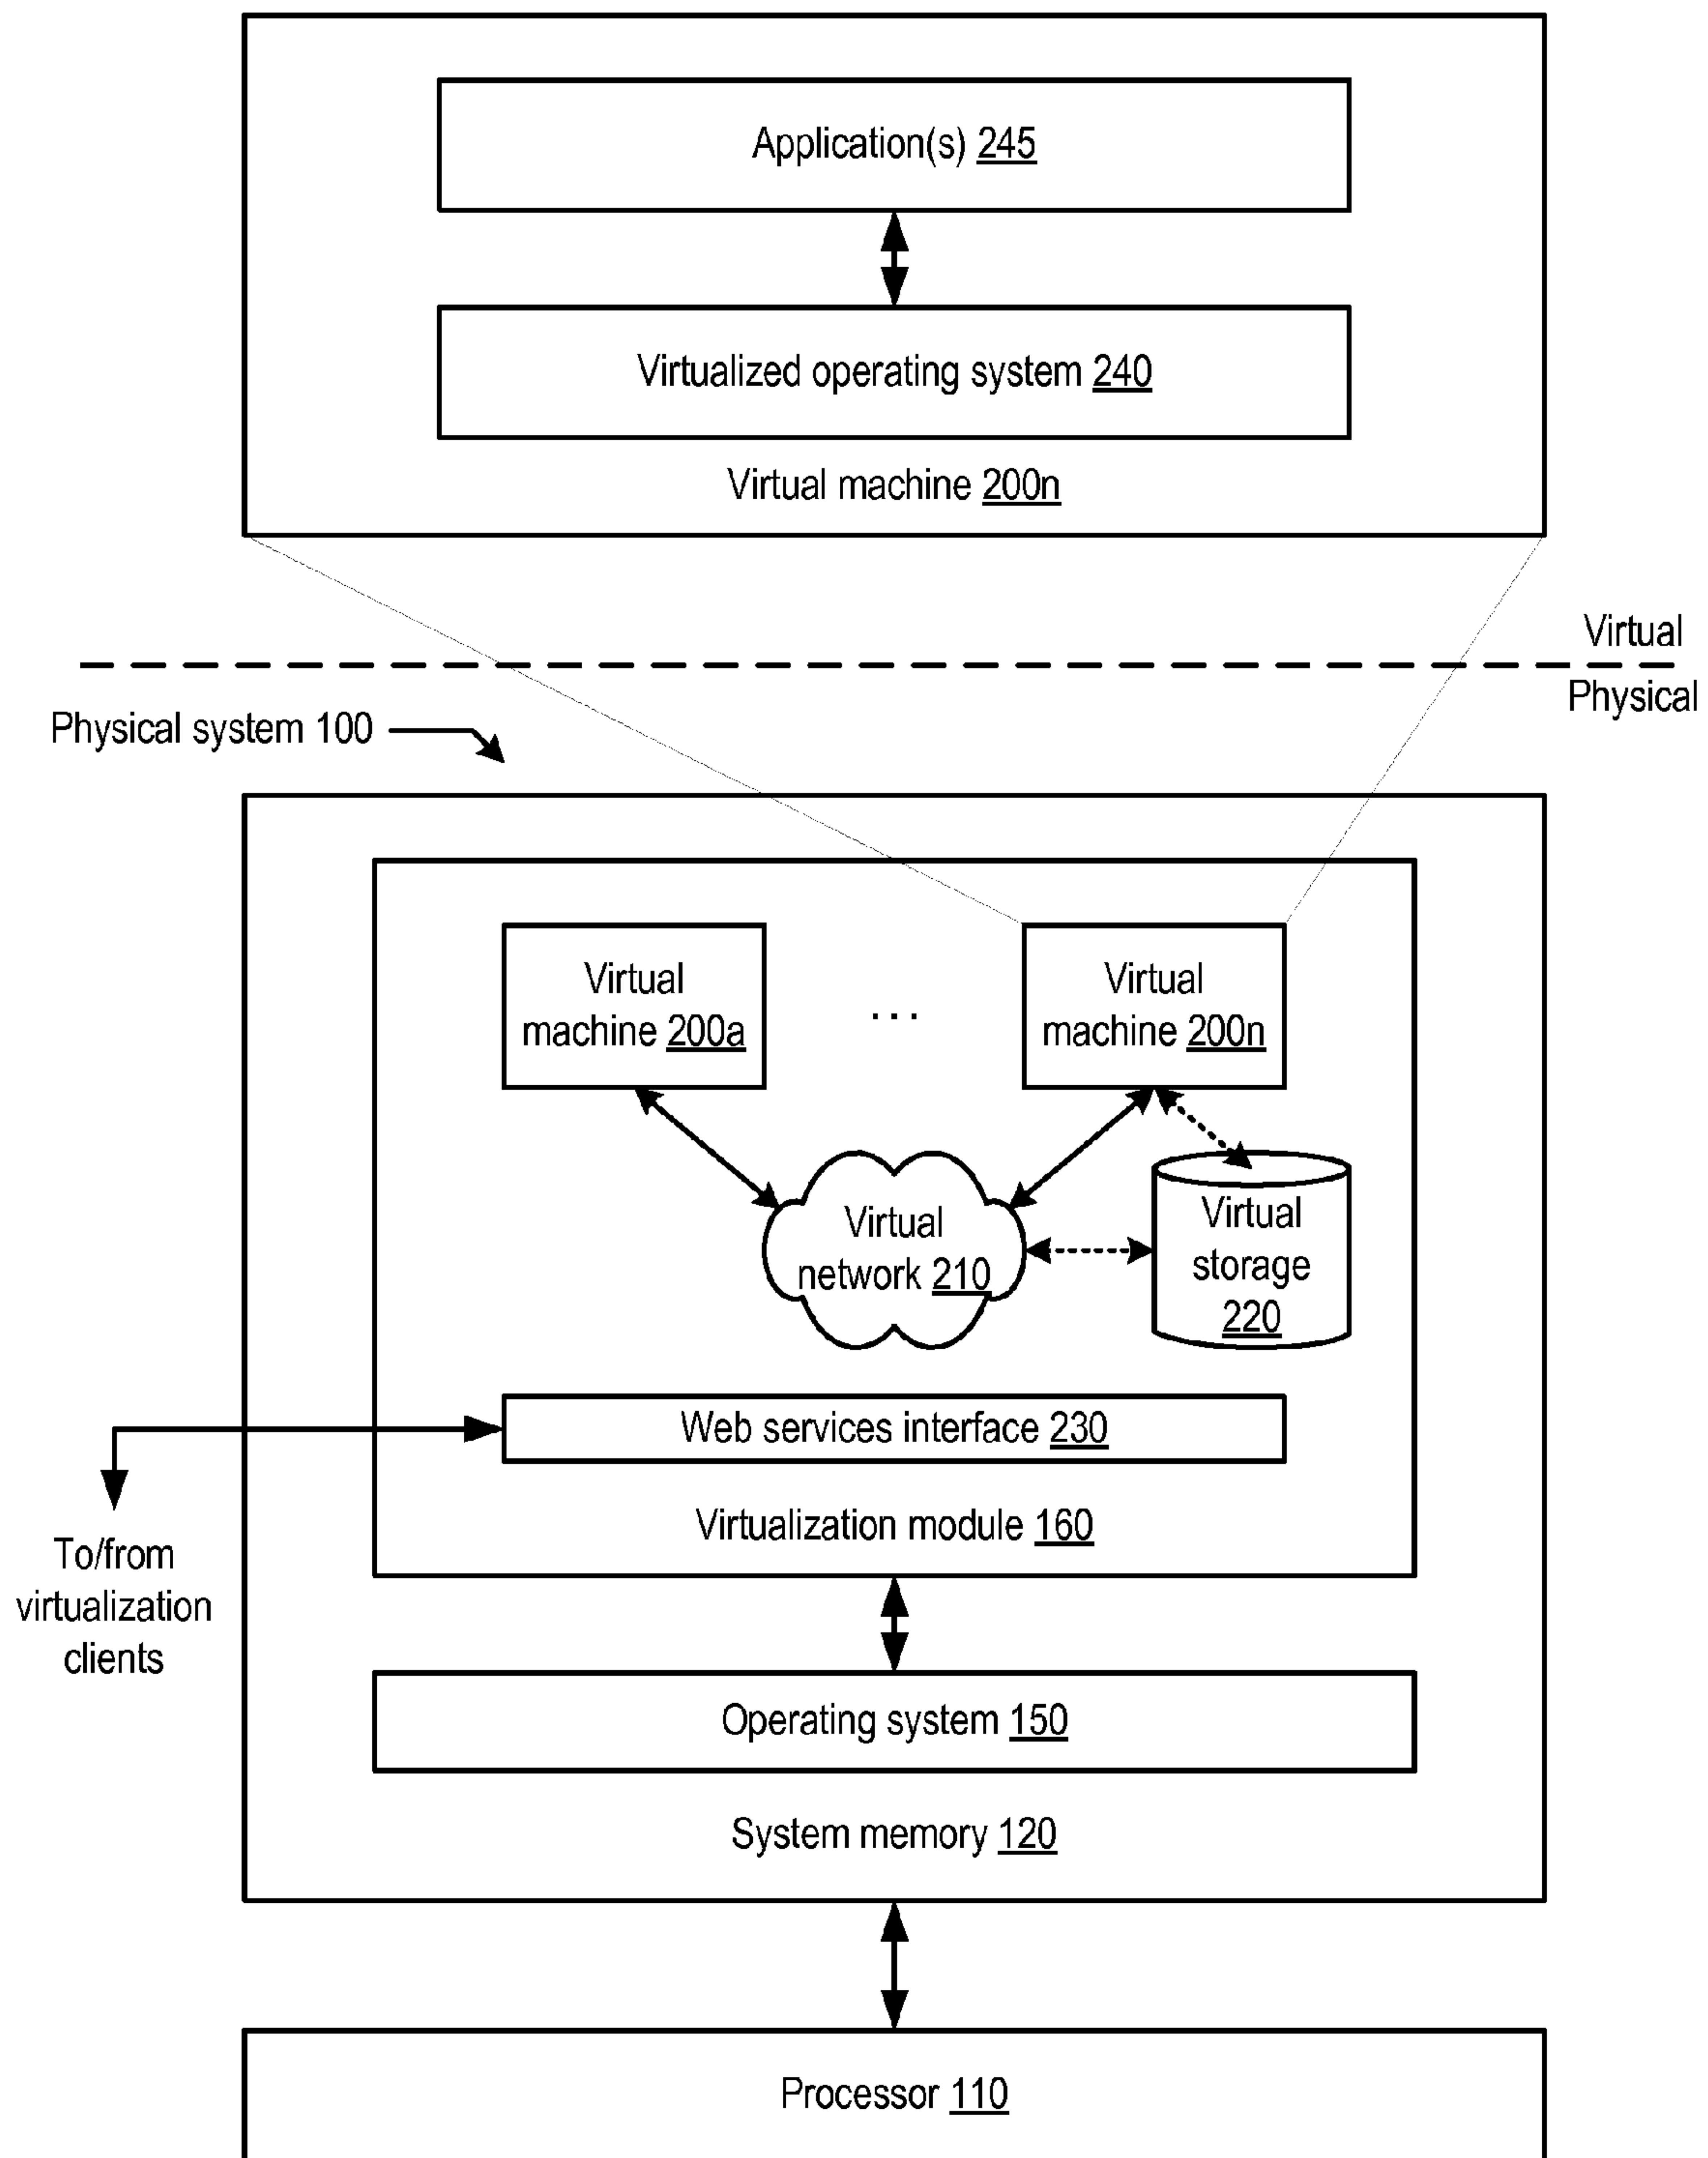 Application(s) 245
Virtualized operating system 240
Virtual machine 200n
Virtual
Physical
Physical system 100
Virtual
machine 200a
...
Virtual
machine 200n
Virtual
network 210
Virtual
storage
220
Web services interface 230
Virtualization module 160
To/from
virtualization
clients
Operating system 150
System memory 120
Processor 110